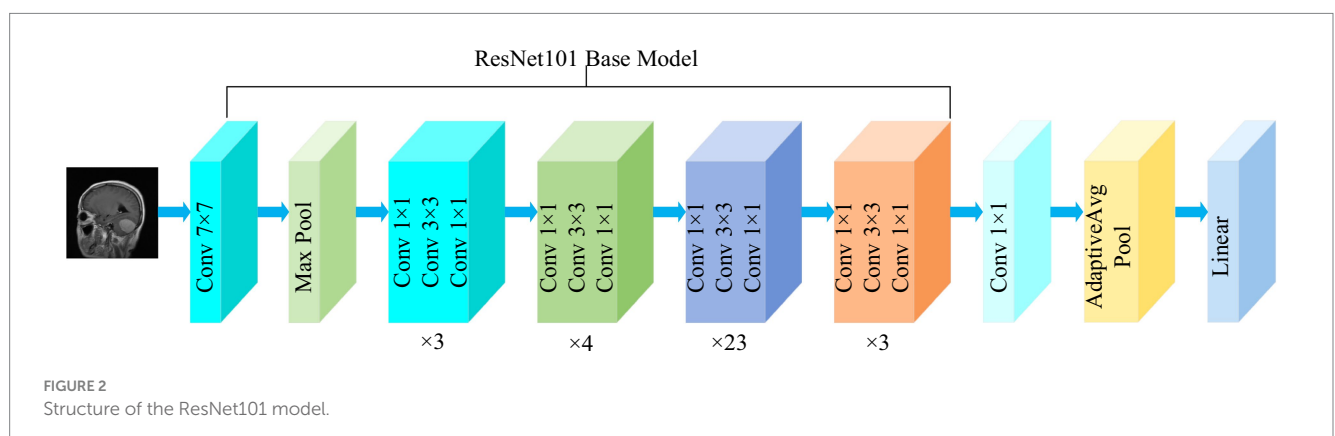 ResNet101 Base Model
Conv 7×7
Max Pool
Conv 1×1
Conv 3×3
Conv 1×1
×3
Conv 1×1
Conv 3×3
Conv 1×1
×4
Conv 1×1
Conv 3×3
Conv 1×1
×23
Conv 1×1
Conv 3×3
Conv 1×1
×3
Conv 1×1
AdaptiveAvg
Pool
Linear
FIGURE 2
Structure of the ResNet101 model.